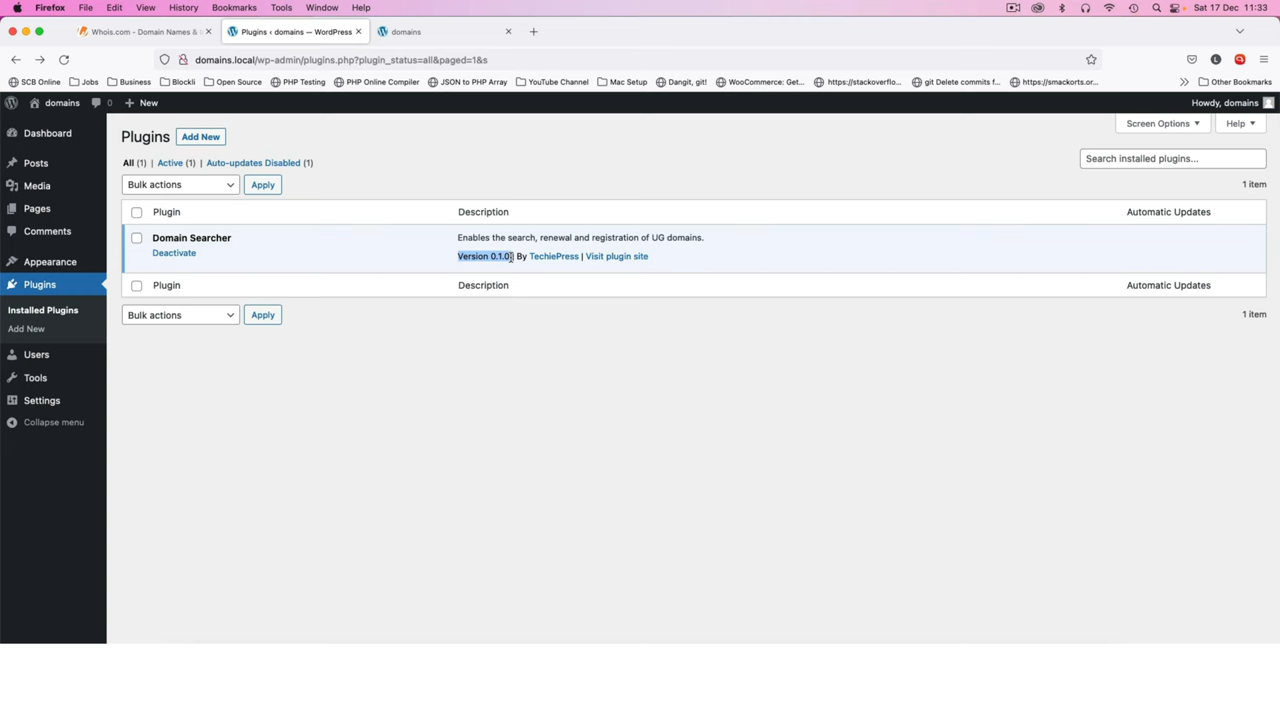 Firefox File Edit View History Bookmarks Tools Window Help Sat 17 Dec 11:33
Whois.com - Domain Names & Plugins ‹ domains — WordPress domains
domains.local/wp-admin/plugins.php?plugin_status=all&paged=1&s
SCB Online Jobs Business Blockli Open Source PHP Testing PHP Online Compiler JSON to PHP Array YouTube Channel Mac Setup Dangit, git! WooCommerce: Get... https://stackoverflo... git Delete commits f... https://smackorts.or... Other Bookmarks
domains 0 New Howdy, domains
Dashboard
Posts
Media
Pages
Comments
Appearance
Plugins
Installed Plugins
Add New
Users
Tools
Settings
Collapse menu
Screen Options Help
Plugins Add New
All (1) | Active (1) | Auto-updates Disabled (1)
Search installed plugins...
Bulk actions Apply 1 item
Plugin Description Automatic Updates
Domain Searcher Enables the search, renewal and registration of UG domains.
Deactivate Version 0.1.0 | By TechiePress | Visit plugin site
Plugin Description Automatic Updates
Bulk actions Apply 1 item